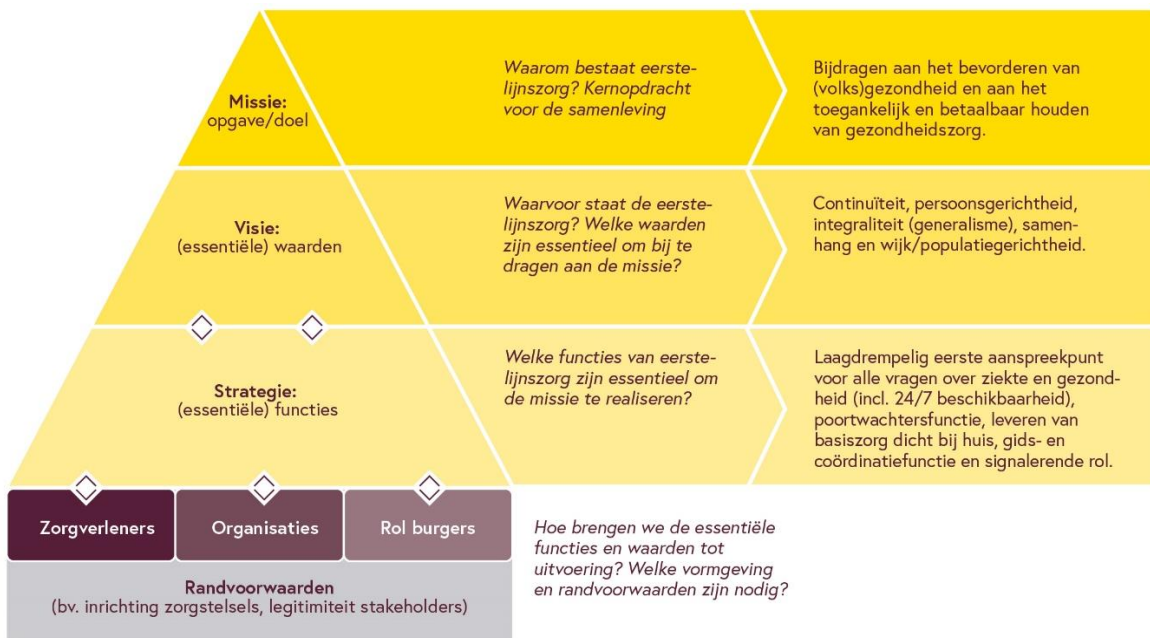 Missie:
opgave/doel
Waarom bestaat eerste-
lijnszorg? Kernopdracht
voor de samenleving
Bijdragen aan het bevorderen van
(volks)gezondheid en aan het
toegankelijk en betaalbaar houden
van gezondheidszorg.
Visie:
(essentiële) waarden
Waarvoor staat de eerste-
lijnszorg? Welke waarden
zijn essentieel om bij te
dragen aan de missie?
Continuïteit, persoonsgerichtheid,
integraliteit (generalisme), samen-
hang en wijk/populatiegerichtheid.
Strategie:
(essentiële) functies
Welke functies van eerste-
lijnszorg zijn essentieel om
de missie te realiseren?
Laagdrempelig eerste aanspreekpunt
voor alle vragen over ziekte en gezond-
heid (incl. 24/7 beschikbaarheid),
poortwachtersfunctie, leveren van
basiszorg dicht bij huis, gids- en
coördinatiefunctie en signalerende rol.
Zorgverleners
Organisaties
Rol burgers
Randvoorwaarden
(bv. inrichting zorgstelsels, legitimiteit stakeholders)
Hoe brengen we de essentiële
functies en waarden tot
uitvoering? Welke vormgeving
en randvoorwaarden zijn nodig?